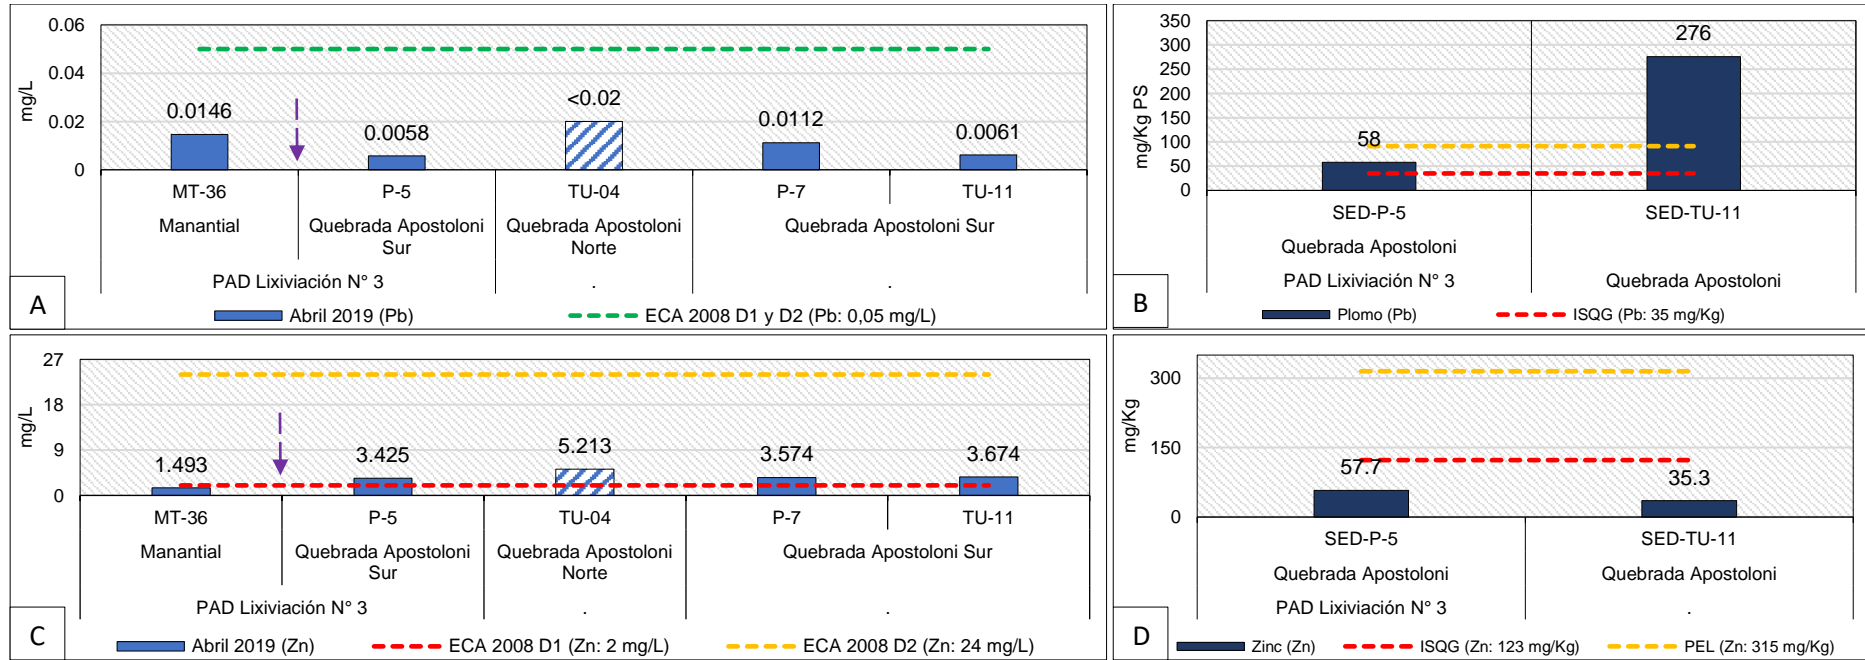 0.06
0.04
0.02
0
mg/L
0.0146
0.0058
<0.02
0.0112
0.0061
MT-36
P-5
TU-04
P-7
TU-11
Manantial
Quebrada Apostoloni
Sur
Quebrada Apostoloni
Norte
Quebrada Apostoloni Sur
PAD Lixiviación N° 3
.
.
A
Abril 2019 (Pb)
ECA 2008 D1 y D2 (Pb: 0,05 mg/L)
350
300
250
200
150
100
50
0
mg/Kg PS
58
276
SED-P-5
SED-TU-11
Quebrada Apostoloni
PAD Lixiviación N° 3
Quebrada Apostoloni
B
Plomo (Pb)
ISQG (Pb: 35 mg/Kg)
27
18
9
0
mg/L
1.493
3.425
5.213
3.574
3.674
MT-36
P-5
TU-04
P-7
TU-11
Manantial
Quebrada Apostoloni
Sur
Quebrada Apostoloni
Norte
Quebrada Apostoloni Sur
PAD Lixiviación N° 3
.
.
C
Abril 2019 (Zn)
ECA 2008 D1 (Zn: 2 mg/L)
ECA 2008 D2 (Zn: 24 mg/L)
300
150
0
mg/Kg
57.7
35.3
SED-P-5
SED-TU-11
Quebrada Apostoloni
Quebrada Apostoloni
PAD Lixiviación N° 3
.
D
Zinc (Zn)
ISQG (Zn: 123 mg/Kg)
PEL (Zn: 315 mg/Kg)